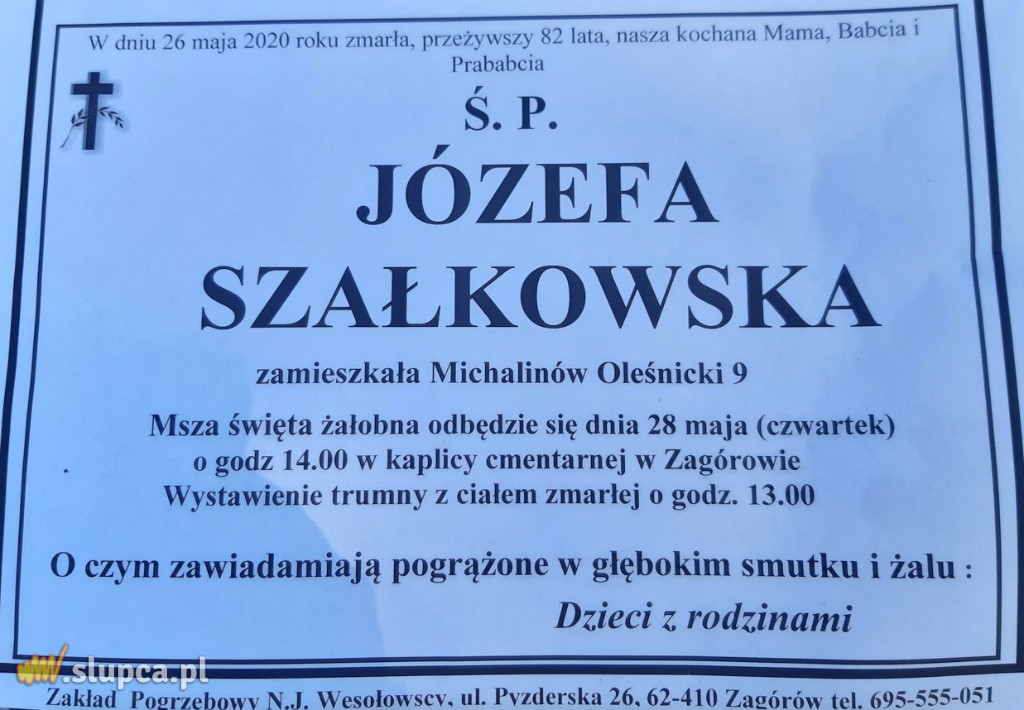 W dniu 26 maja 2020 roku zmarła, przeżywszy 82 lata, nasza kochana Mama, Babcia i
Prababcia
Ś. P.
JÓZEFA
SZAŁKOWSKA
zamieszkała Michalinów Oleśnicki 9
Msza święta żałobna odbędzie się dnia 28 maja (czwartek)
o godz 14.00 w kaplicy cmentarnej w Zagórowie
Wystawienie trumny z ciałem zmarłej o godz. 13.00
O czym zawiadamiają pogrążone w głębokim smutku i żalu :
Dzieci z rodzinami
www.slupca.pl
Zakład Pogrzebowy N.J. Wesołowscy, ul. Pyzderska 26, 62-410 Zagórów tel. 695-555-051